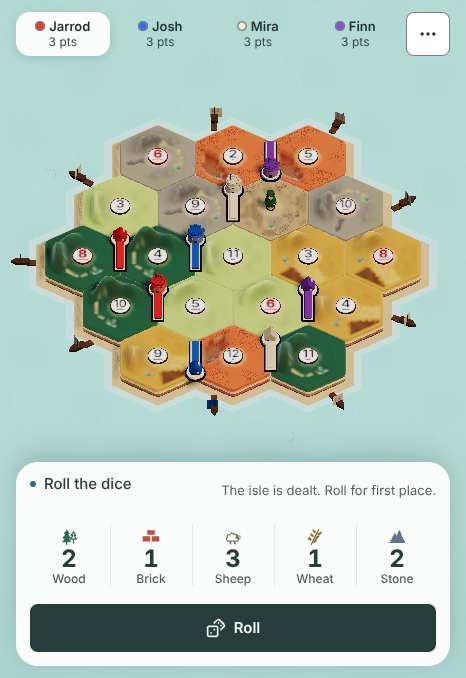 Jarrod
3 pts
Josh
3 pts
Mira
3 pts
Finn
3 pts
6
2
5
3
9
10
8
4
11
3
8
10
5
6
4
9
12
11
Roll the dice
The isle is dealt. Roll for first place.
2
Wood
1
Brick
3
Sheep
1
Wheat
2
Stone
Roll